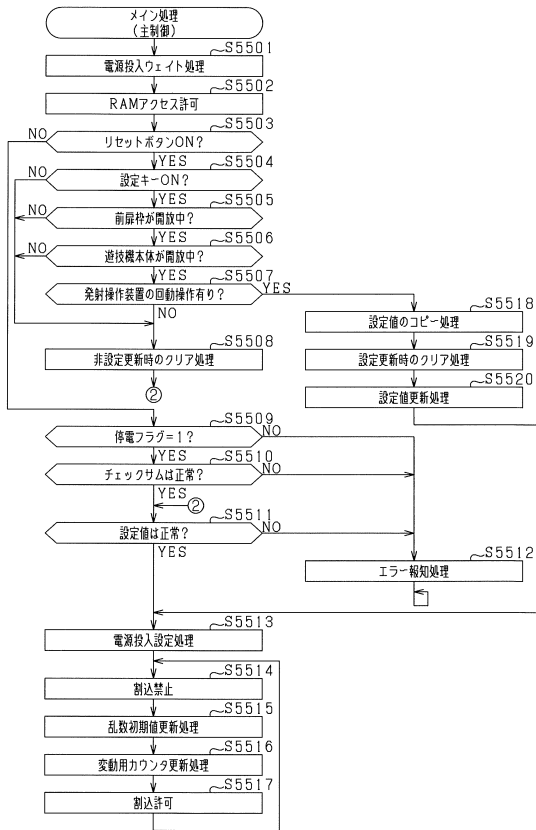 メイン処理
(主制御)
S5501
電源投入ウェイト処理
S5502
RAMアクセス許可
S5503
リセットボタンON?
NO
YES
S5504
設定キーON?
NO
YES
S5505
前扉枠が開放中?
NO
YES
S5506
遊技機本体が開放中?
NO
YES
S5507
発射操作装置の回動操作有り?
YES
NO
S5508
非設定更新時のクリア処理
②
S5518
設定値のコピー処理
S5519
設定更新時のクリア処理
S5520
設定値更新処理
S5509
停電フラグ=1?
NO
YES
S5510
チェックサムは正常?
NO
YES
②
S5511
設定値は正常?
NO
YES
S5512
エラー報知処理
S5513
電源投入設定処理
S5514
割込禁止
S5515
乱数初期値更新処理
S5516
変動用カウンタ更新処理
S5517
割込許可